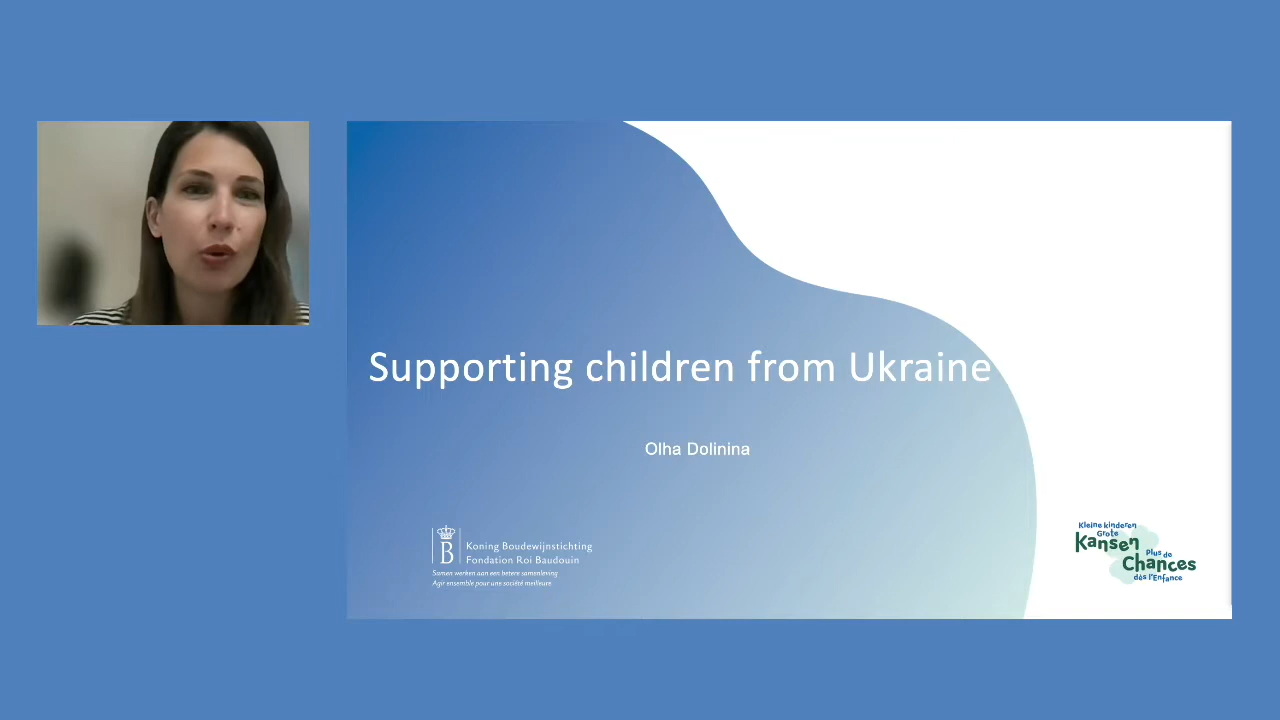 Supporting children from Ukraine
Olha Dolinina
B
Koning Boudewijnstichting
Fondation Roi Baudouin
Samen werken aan een betere samenleving
Agir ensemble pour une société meilleure
Kleine kinderen
Grote
Kansen
Plus de
Chances
dès l'Enfance